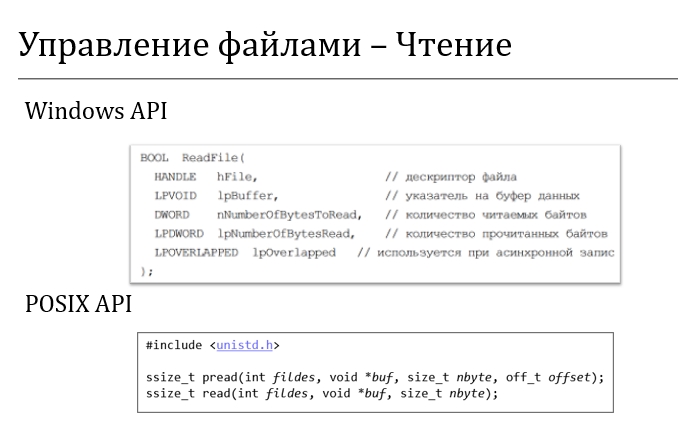 Управление файлами – Чтение
Windows API
BOOL ReadFile(
HANDLE hFile, // дескриптор файла
LPVOID lpBuffer, // указатель на буфер данных
DWORD nNumberOfBytesToRead, // количество читаемых байтов
LPDWORD lpNumberOfBytesRead, // количество прочитанных байтов
LPOVERLAPPED lpOverlapped // используется при асинхронной запис
);
POSIX API
#include <unistd.h>
ssize_t pread(int fildes, void *buf, size_t nbyte, off_t offset);
ssize_t read(int fildes, void *buf, size_t nbyte);